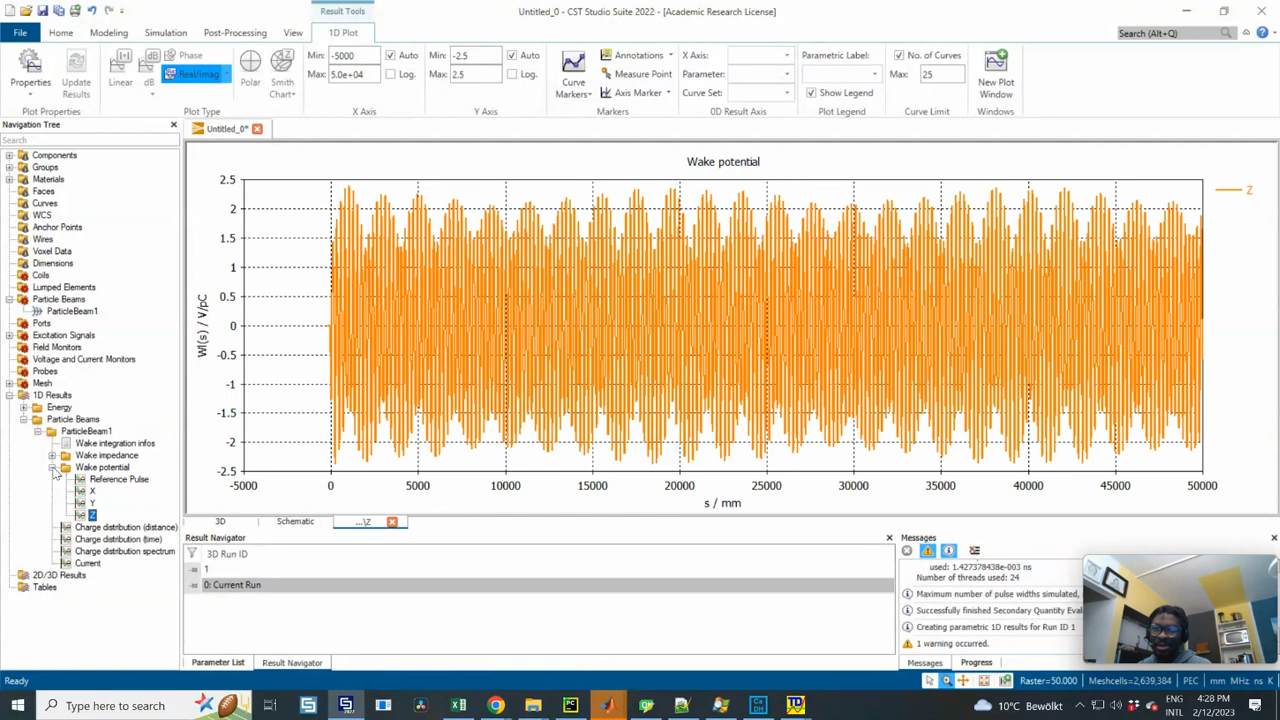 Result Tools
Untitled_0* - CST Studio Suite 2022 - [Academic Research License]
File
Home
Modeling
Simulation
Post-Processing
View
1D Plot
Search (Alt+Q)
Properties
Update Results
Plot Properties
Linear
dB
Phase
Real/Imag
Polar
Smith Chart
Plot Type
Min: -5000 Auto
Max: 5.0e+04 Log.
X Axis
Min: -2.5 Auto
Max: 2.5 Log.
Y Axis
Curve Markers
Annotations
Measure Point
Axis Marker
Markers
X Axis:
Parameter:
Curve Set:
0D Result Axis
Parametric Label:
Show Legend
Plot Legend
No. of Curves
Max: 25
Curve Limit
New Plot Window
Windows
Navigation Tree
Search
Components
Groups
Materials
Faces
Curves
WCS
Anchor Points
Wires
Voxel Data
Dimensions
Coils
Lumped Elements
Particle Beams
ParticleBeam1
Ports
Excitation Signals
Field Monitors
Voltage and Current Monitors
Probes
Mesh
1D Results
Energy
Particle Beams
ParticleBeam1
Wake integration infos
Wake impedance
Wake potential
Reference Pulse
X
Y
Z
Charge distribution (distance)
Charge distribution (time)
Charge distribution spectrum
Current
2D/3D Results
Tables
Untitled_0*
Wake potential
Z
2.5
2
1.5
1
0.5
0
-0.5
-1
-1.5
-2
-2.5
Wl(s) / V/pC
-5000 0 5000 10000 15000 20000 25000 30000 35000 40000 45000 50000
s / mm
3D
Schematic
...\Z
Result Navigator
3D Run ID
1
0: Current Run
Parameter List
Result Navigator
Messages
used: 1.427378438e-003 ns
Number of threads used: 24
Maximum number of pulse widths simulated,
Successfully finished Secondary Quantity Eval
Creating parametric 1D results for Run ID 1
1 warning occurred.
Messages
Progress
Ready
Raster=50.000
Meshcells=2,639,384
PEC
mm MHz ns K
Type here to search
10°C Bewölkt
ENG
INTL
4:28 PM
2/12/2023